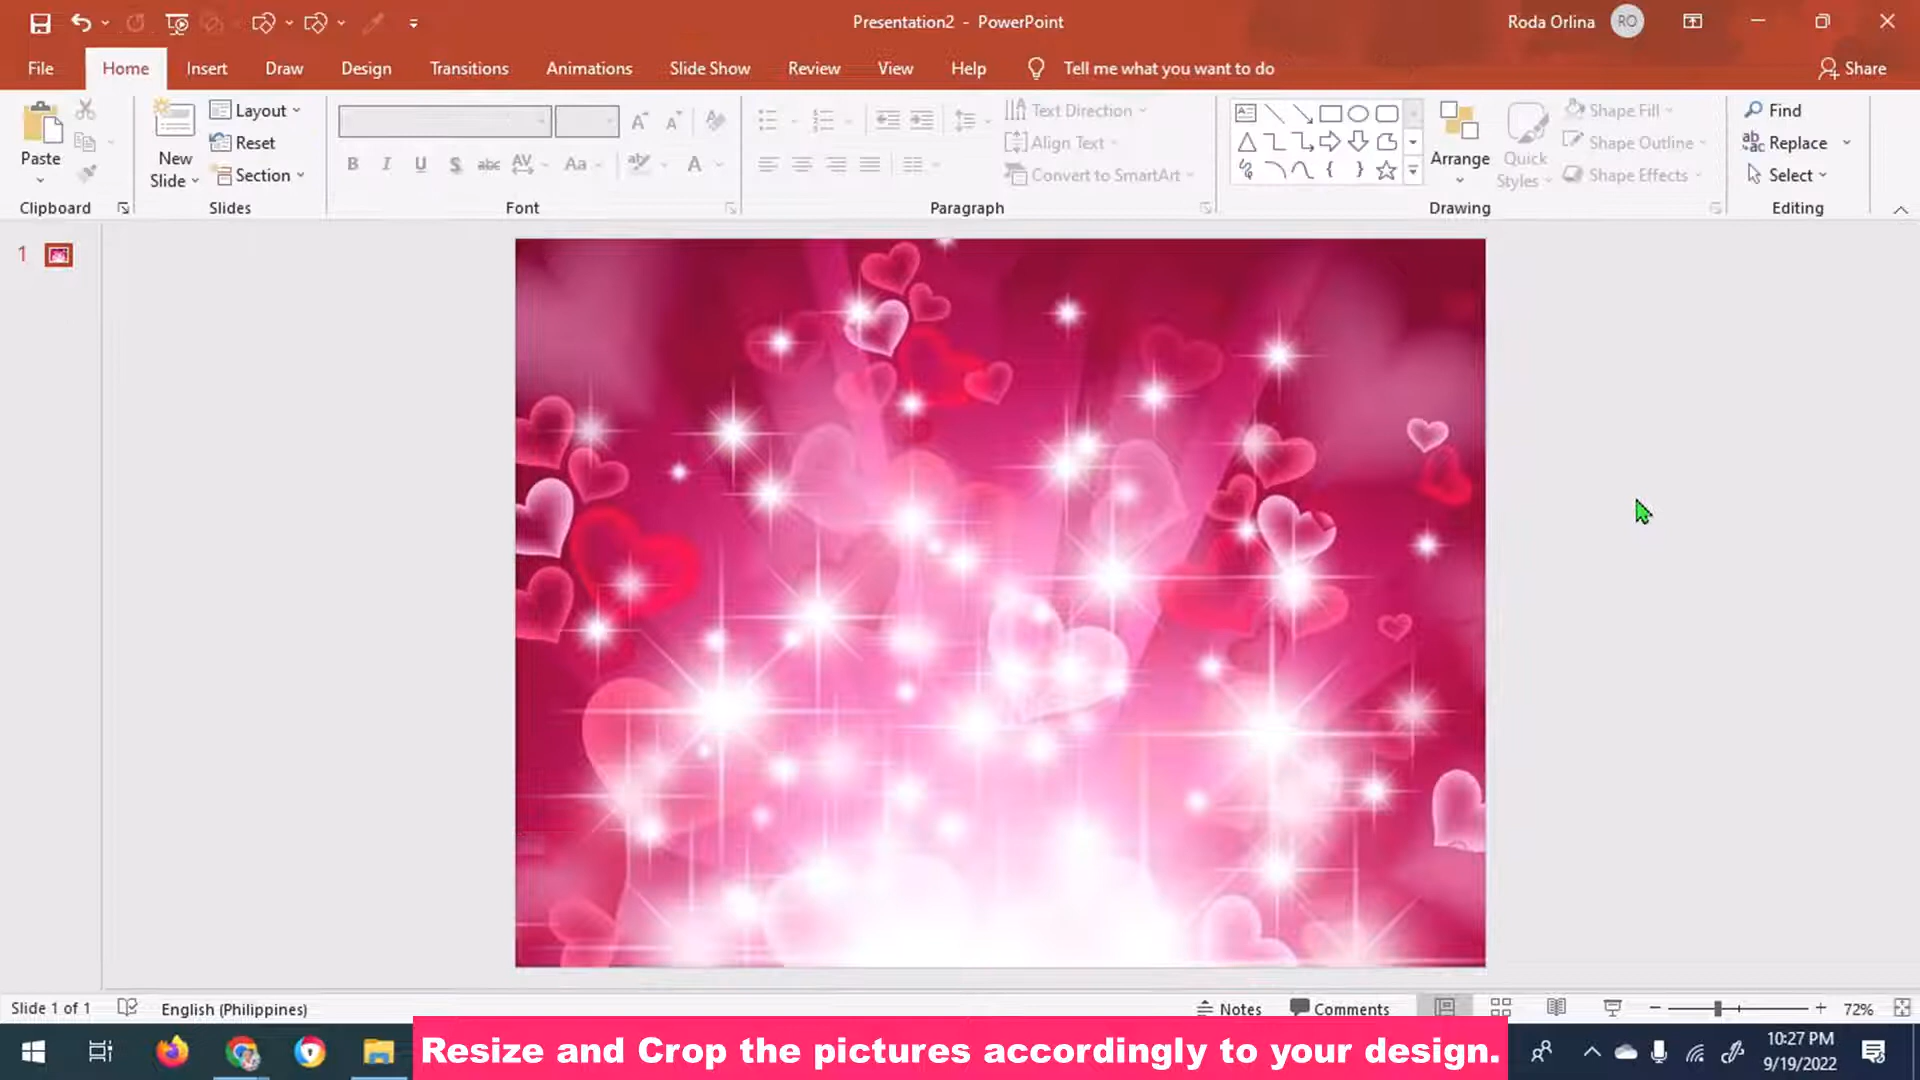 Presentation2 - PowerPoint
Roda Orlina
RO
File
Home
Insert
Draw
Design
Transitions
Animations
Slide Show
Review
View
Help
Tell me what you want to do
Share
Paste
Clipboard
New
Slide
Layout
Reset
Section
Slides
B I U S abc AV Aa A
Font
Text Direction
Align Text
Convert to SmartArt
Paragraph
Arrange
Quick
Styles
Shape Fill
Shape Outline
Shape Effects
Drawing
Find
Replace
Select
Editing
1
Slide 1 of 1
English (Philippines)
Notes
Comments
72%
Resize and Crop the pictures accordingly to your design.
10:27 PM
9/19/2022